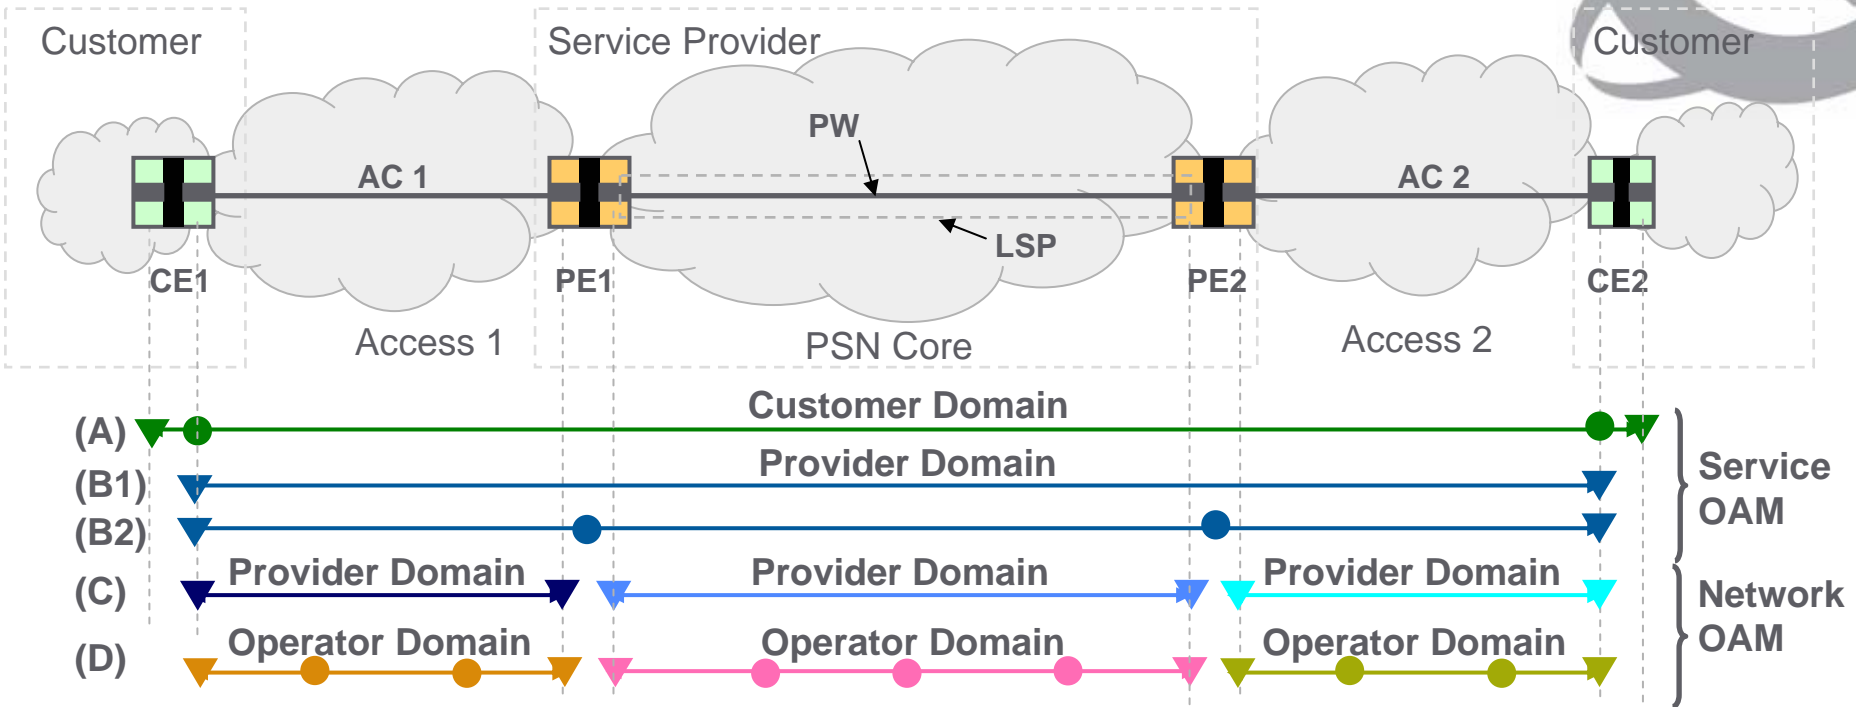 Customer
Service Provider
Customer
PW
AC 1
AC 2
LSP
CE1
PE1
PE2
CE2
Access 1
PSN Core
Access 2
Customer Domain
(A)
Provider Domain
(B1)
Service
OAM
(B2)
Provider Domain
Provider Domain
Provider Domain
(C)
Network
OAM
Operator Domain
Operator Domain
Operator Domain
(D)